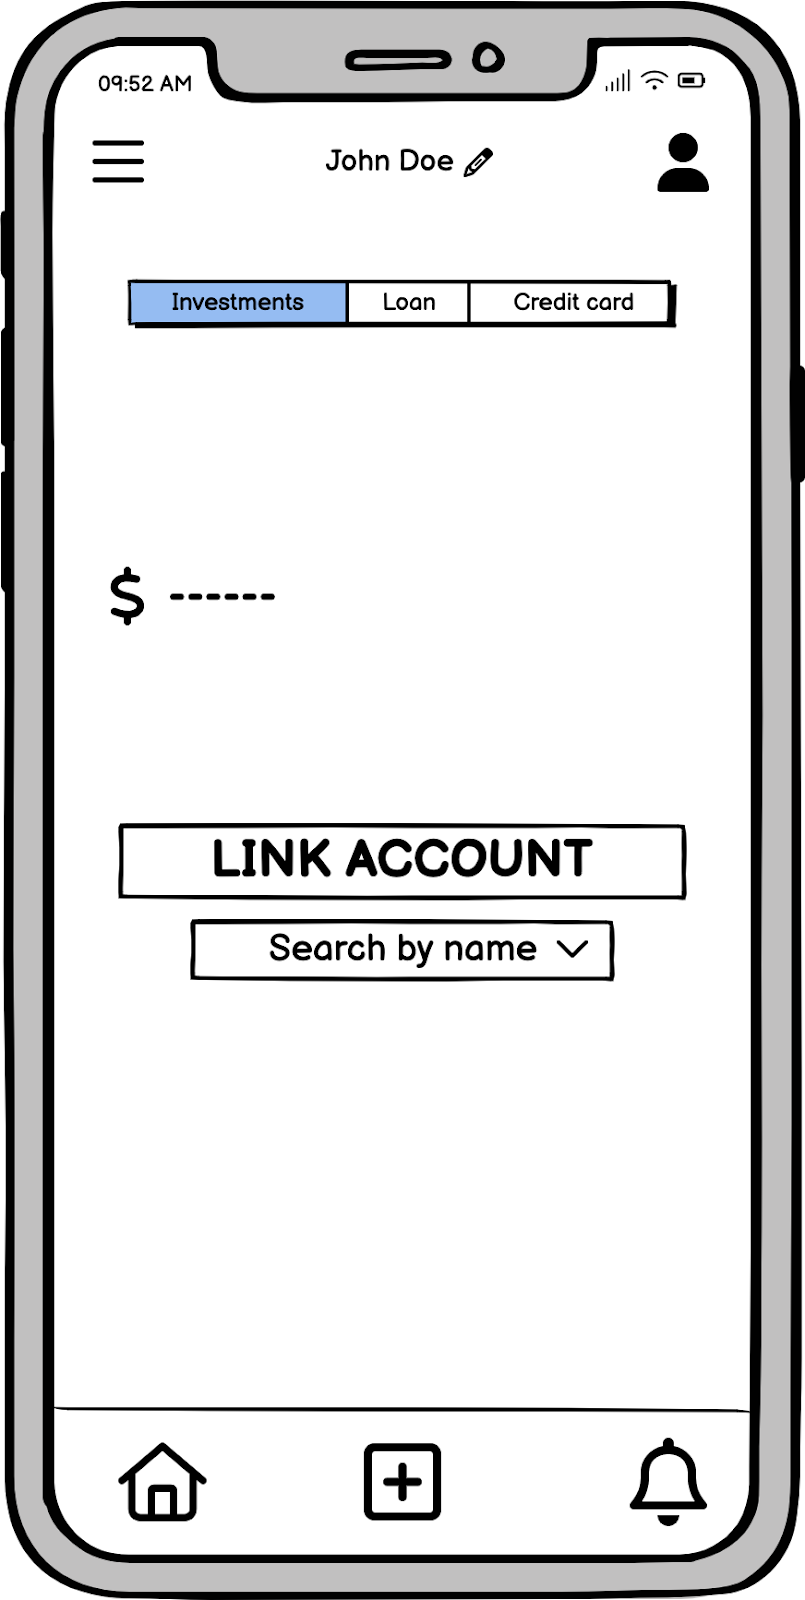 09:52 AM
John Doe
Investments Loan Credit card
$ ------
LINK ACCOUNT
Search by name